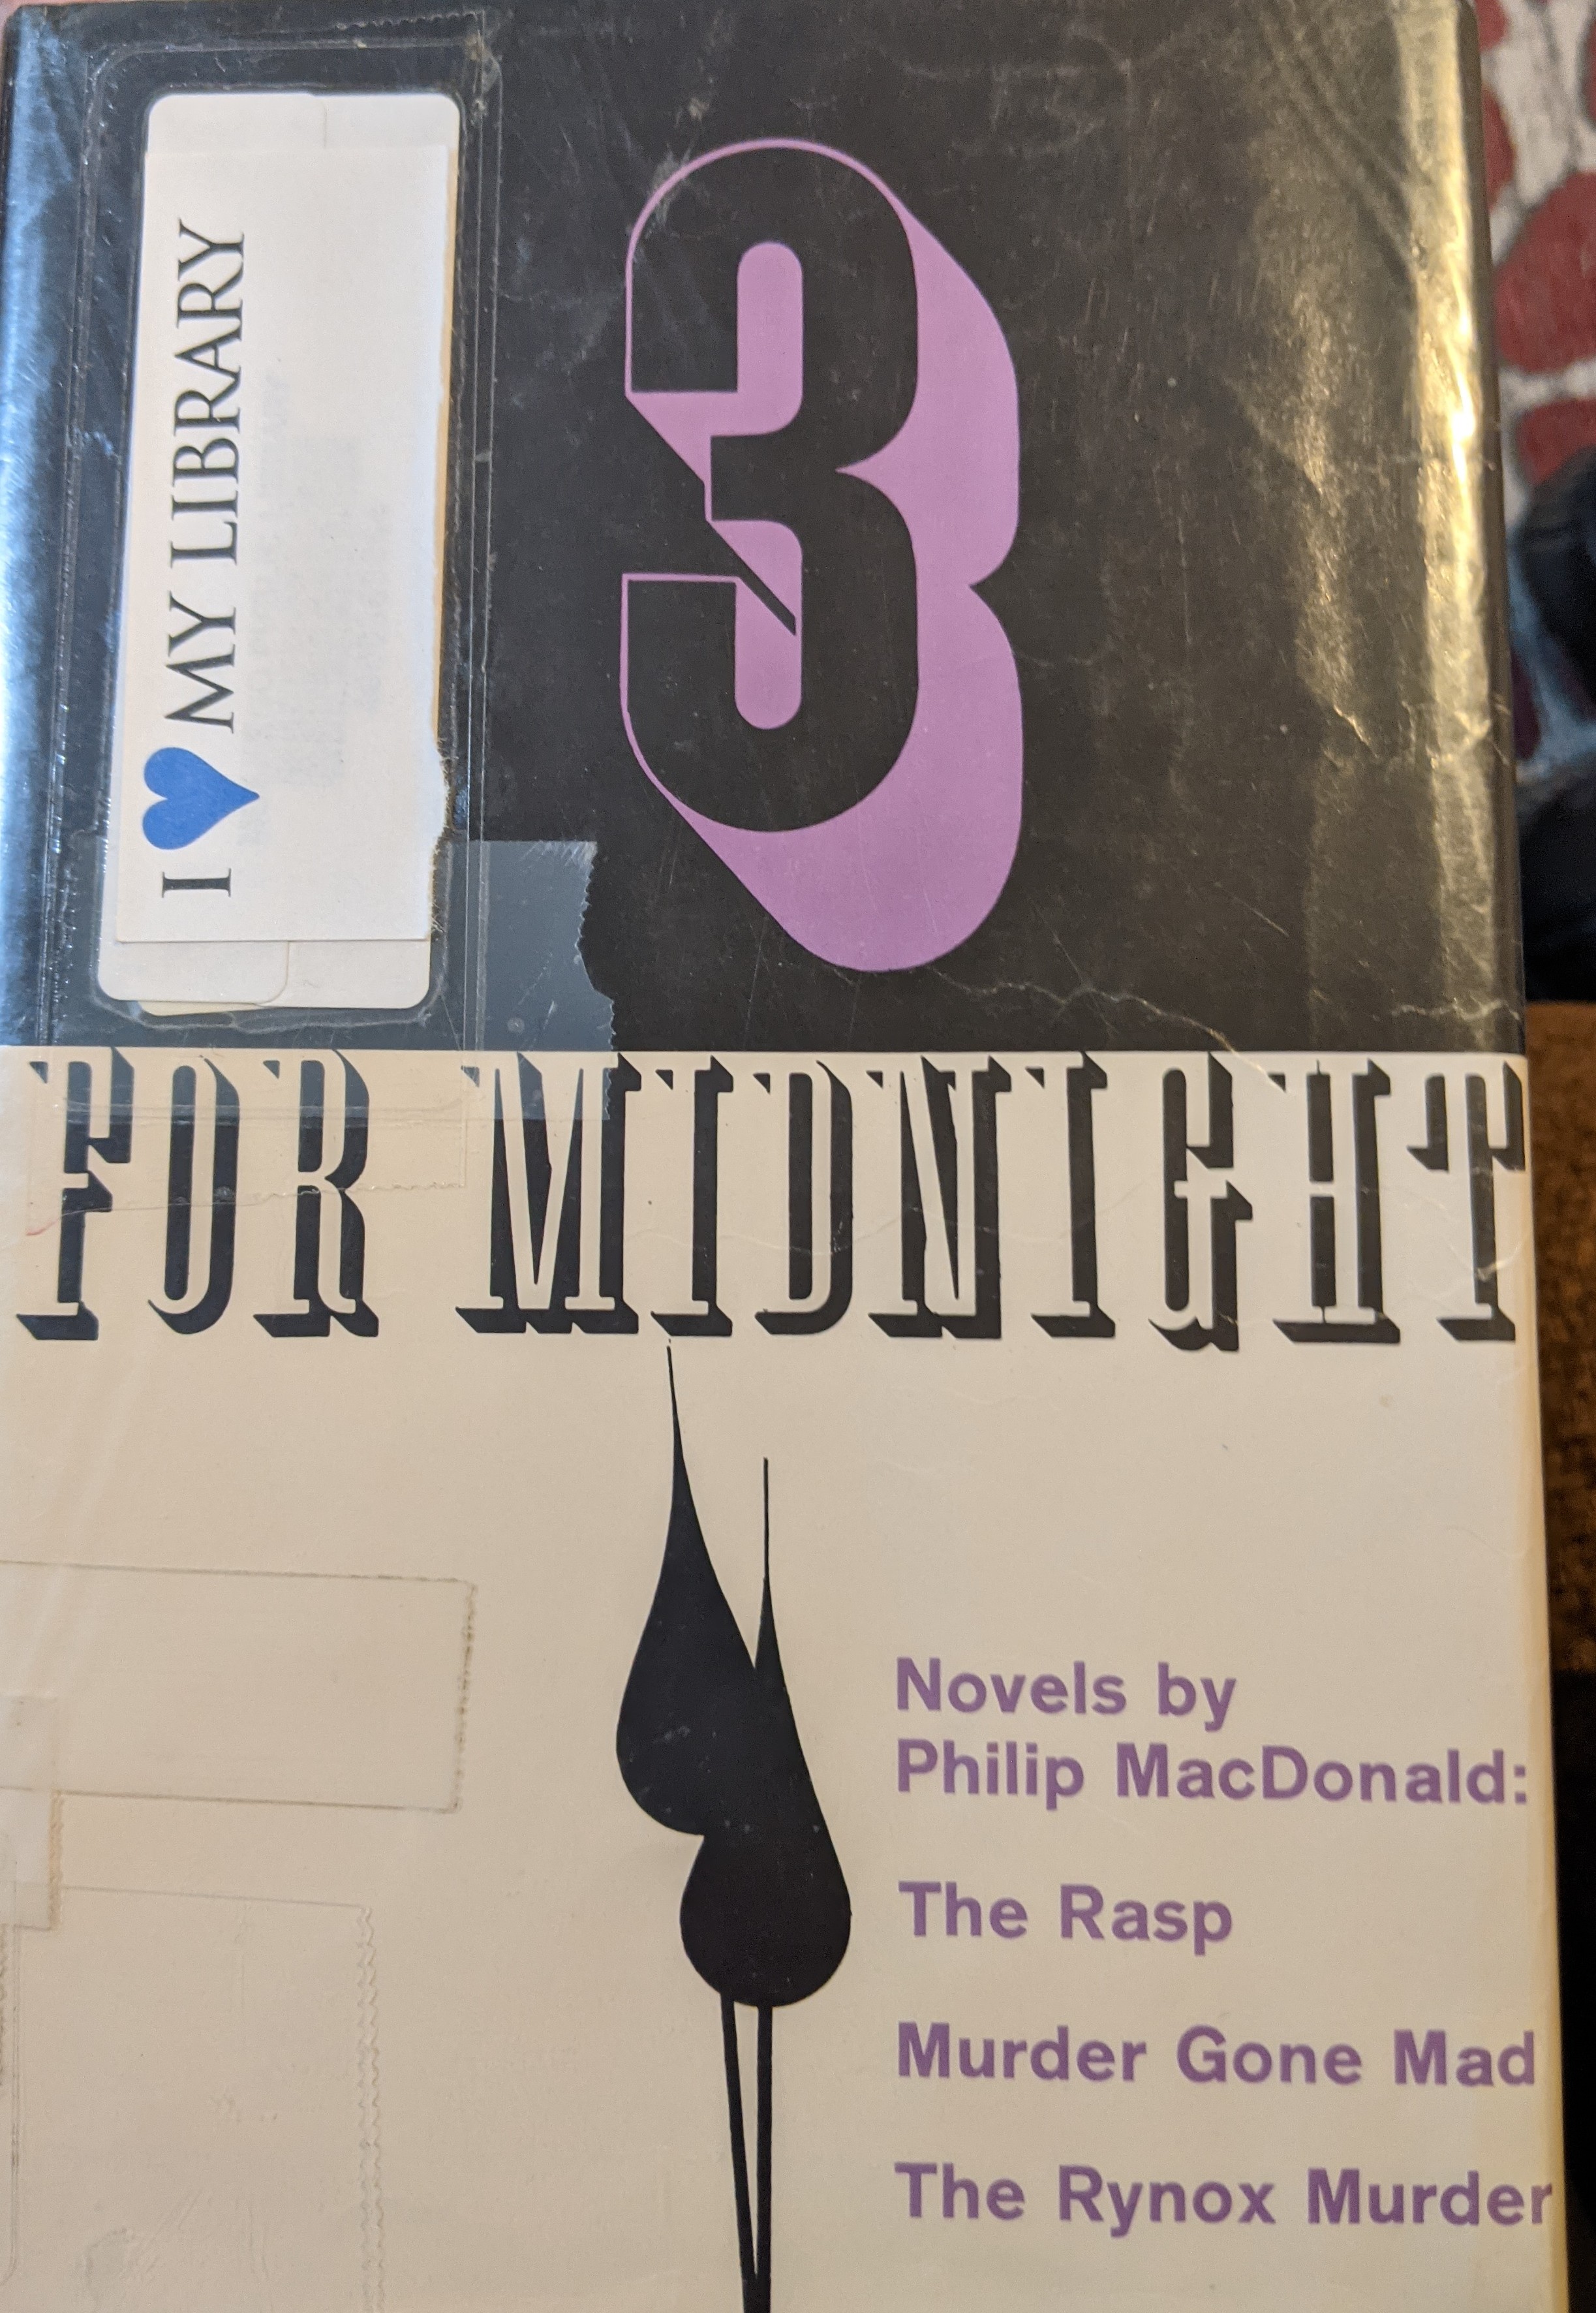 I 💙 MY LIBRARY
3
FOR MIDNIGHT
Novels by
Philip MacDonald:
The Rasp
Murder Gone Mad
The Rynox Murder